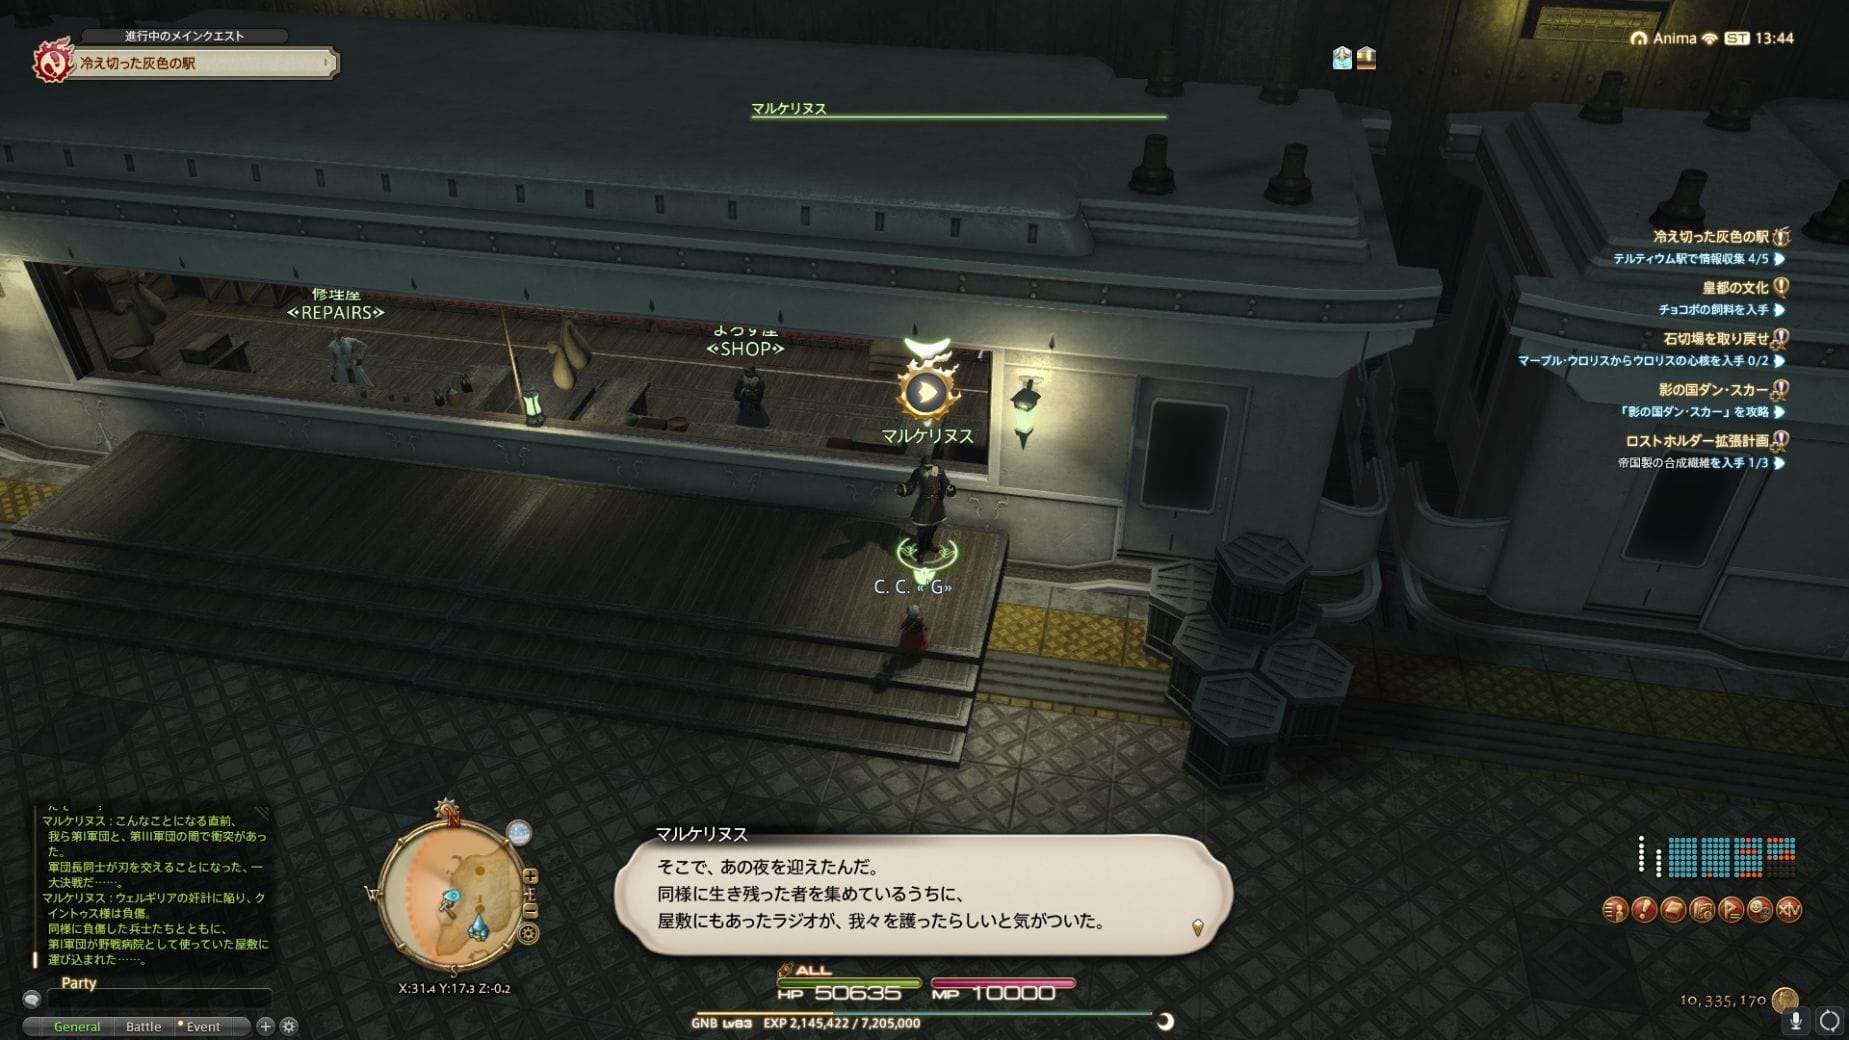 進行中のメインクエスト
冷え切った灰色の駅
Anima ST 13:44
マルケリヌス
冷え切った灰色の駅
テルティウム駅で情報収集 4/5
皇都の文化
チョコボの飼料を入手
石切場を取り戻せ
マーブル・ウロリスからウロリスの心核を入手 0/2
影の国ダン・スカー
「影の国ダン・スカー」を攻略
ロストホルダー拡張計画
帝国製の合成繊維を入手 1/3
修理屋
<REPAIRS>
よろず屋
<SHOP>
マルケリヌス
C. C. «
G»
マルケリヌス：こんなことになる直前、
我ら第I軍団と、第III軍団の間で衝突があっ
た。
軍団長同士が刃を交えることになった、一
大決戦だ……。
マルケリヌス：ウェルギリアの奸計に陥り、ク
イントゥス様は負傷。
同様に負傷した兵士たちとともに、
第I軍団が野戦病院として使っていた屋敷に
運び込まれた……。
Party
General Battle Event
N
W
S
X:31.4 Y:17.3 Z:-0.2
マルケリヌス
そこで、あの夜を迎えたんだ。
同様に生き残った者を集めているうちに、
屋敷にもあったラジオが、我々を護ったらしいと気がついた。
ALL
HP 50635 MP 10000
GNB Lv83 EXP 2,145,422 / 7,205,000
XIV
10,335,170